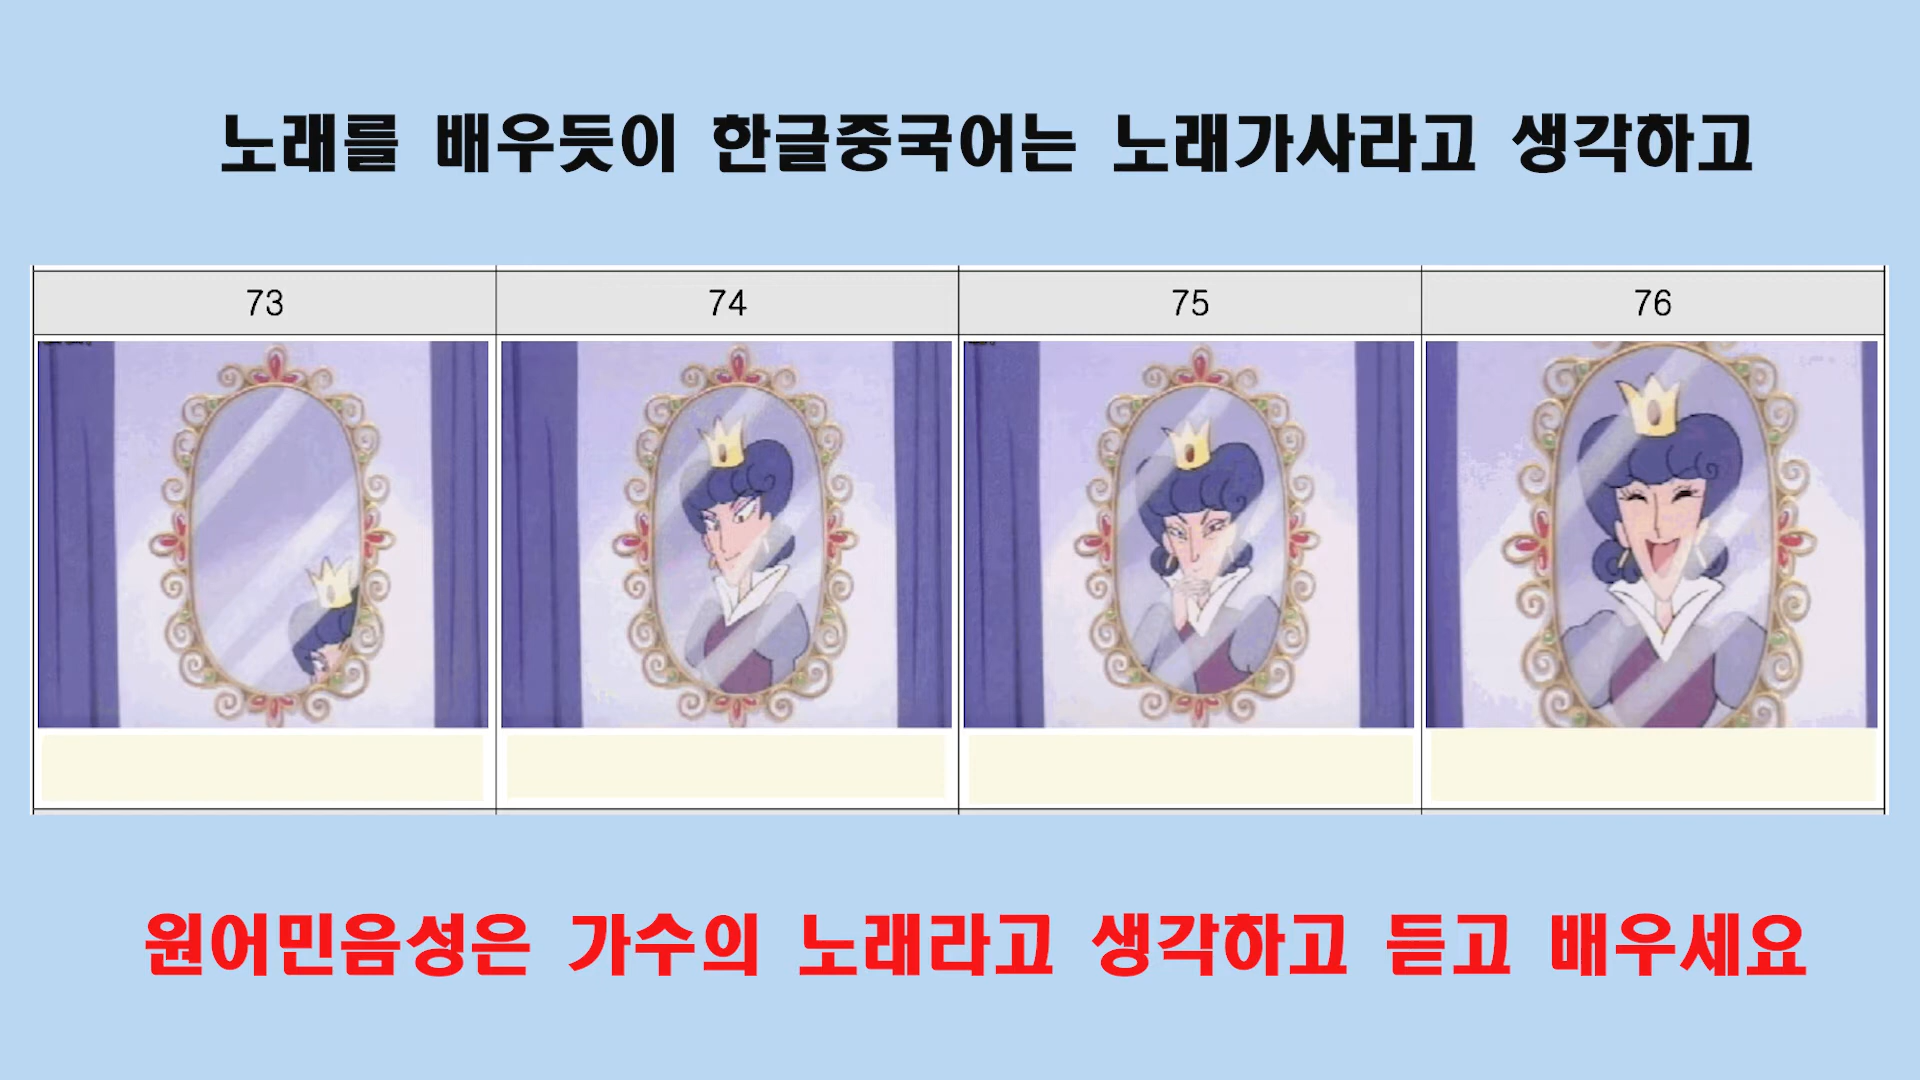 노래를 배우듯이 한글중국어는 노래가사라고 생각하고
73 74 75 76
원어민음성은 가수의 노래라고 생각하고 듣고 배우세요